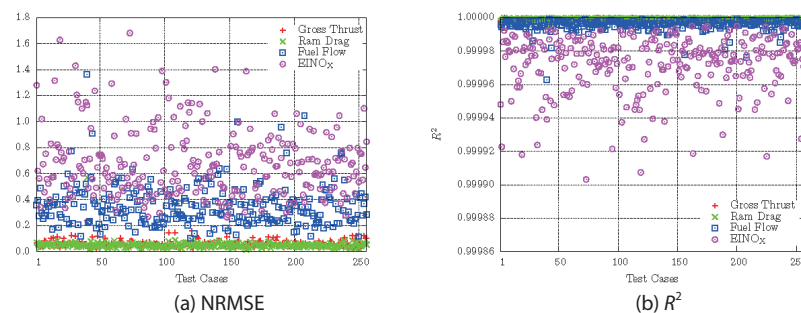 1.8
1.6
1.4
1.2
1.0
0.8
0.6
0.4
0.2
0.0
1 50 100 150 200 250
Test Cases
Gross Thrust
Ram Drag
Fuel Flow
EINOx
(a) NRMSE
R²
1.00000
0.99998
0.99996
0.99994
0.99992
0.99990
0.99988
0.99986
1 50 100 150 200 250
Test Cases
Gross Thrust
Ram Drag
Fuel Flow
EINOx
(b) R²